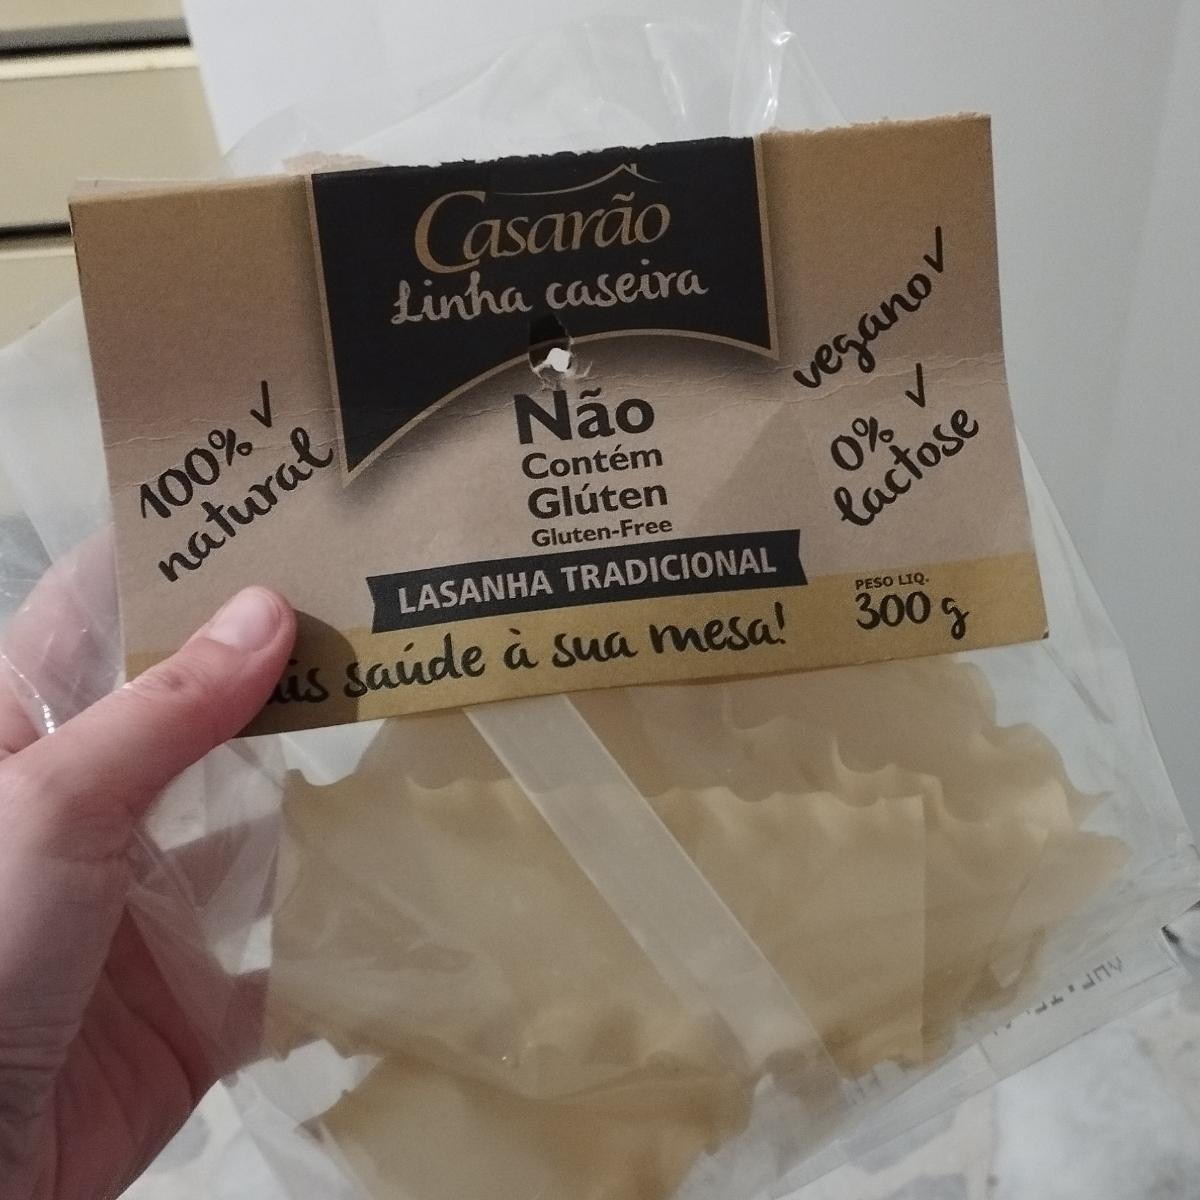 Casarão
Linha caseira
100% ✓
natural
Não
Contém
Glúten
Gluten-Free
vegano ✓
0% ✓
lactose
LASANHA TRADICIONAL
PESO LIQ.
300 g
saúde à sua mesa!